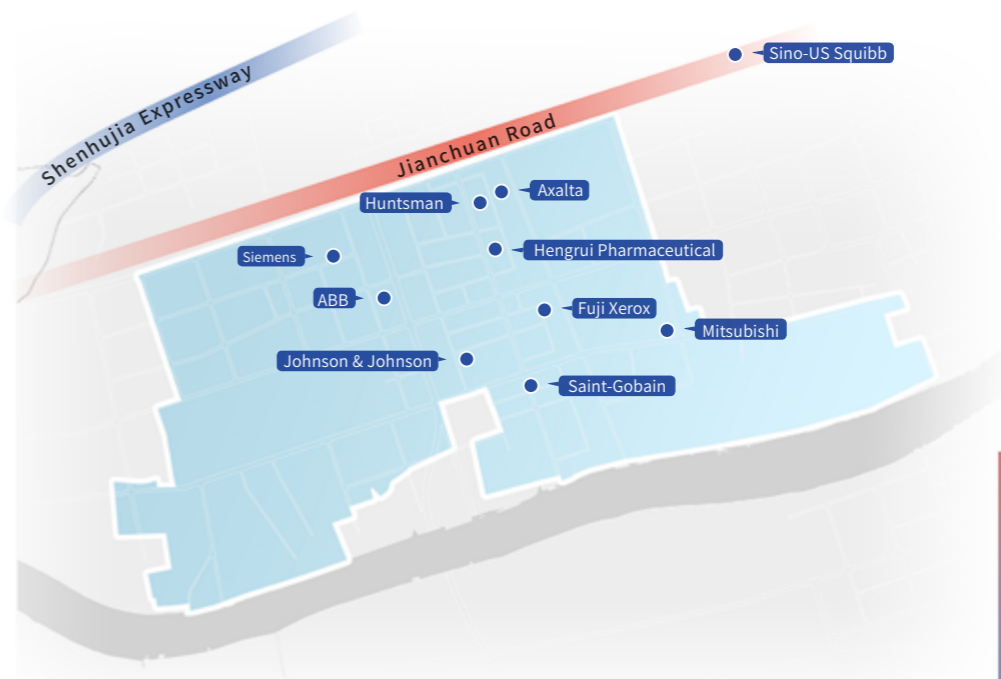 Sino-US Squibb
Shenhujia Expressway
Jianchuan Road
Axalta
Huntsman
Hengrui Pharmaceutical
Siemens
ABB
Fuji Xerox
Mitsubishi
Johnson & Johnson
Saint-Gobain